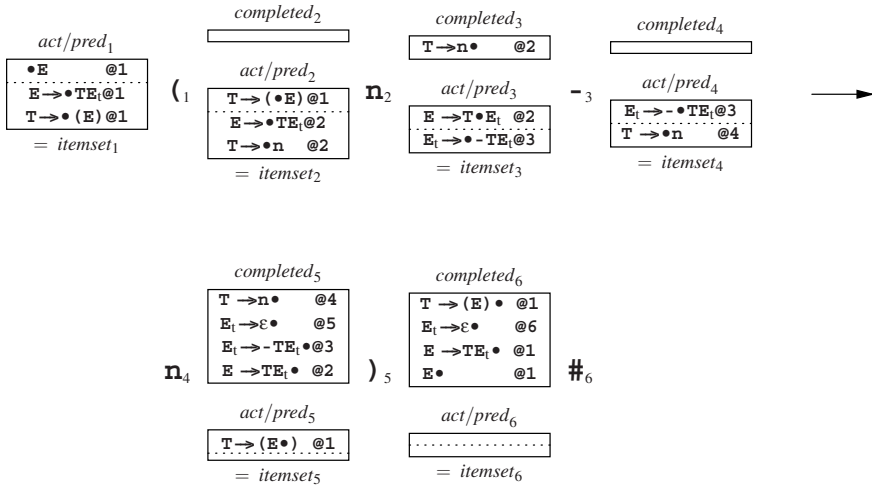 act/pred₁
•E @1
E→•TEₜ@1
T→•(E)@1
= itemset₁
(₁
completed₂
act/pred₂
T→(•E)@1
E→•TEₜ@2
T→•n @2
= itemset₂
n₂
completed₃
T→n• @2
act/pred₃
E→T•Eₜ @2
Eₜ→•-TEₜ@3
= itemset₃
-₃
completed₄
act/pred₄
Eₜ→-•TEₜ@3
T→•n @4
= itemset₄
n₄
completed₅
T→n• @4
Eₜ→ε• @5
Eₜ→-TEₜ•@3
E→TEₜ• @2
act/pred₅
T→(E•) @1
= itemset₅
)₅
completed₆
T→(E)• @1
Eₜ→ε• @6
E→TEₜ• @1
E• @1
act/pred₆
= itemset₆
#₆